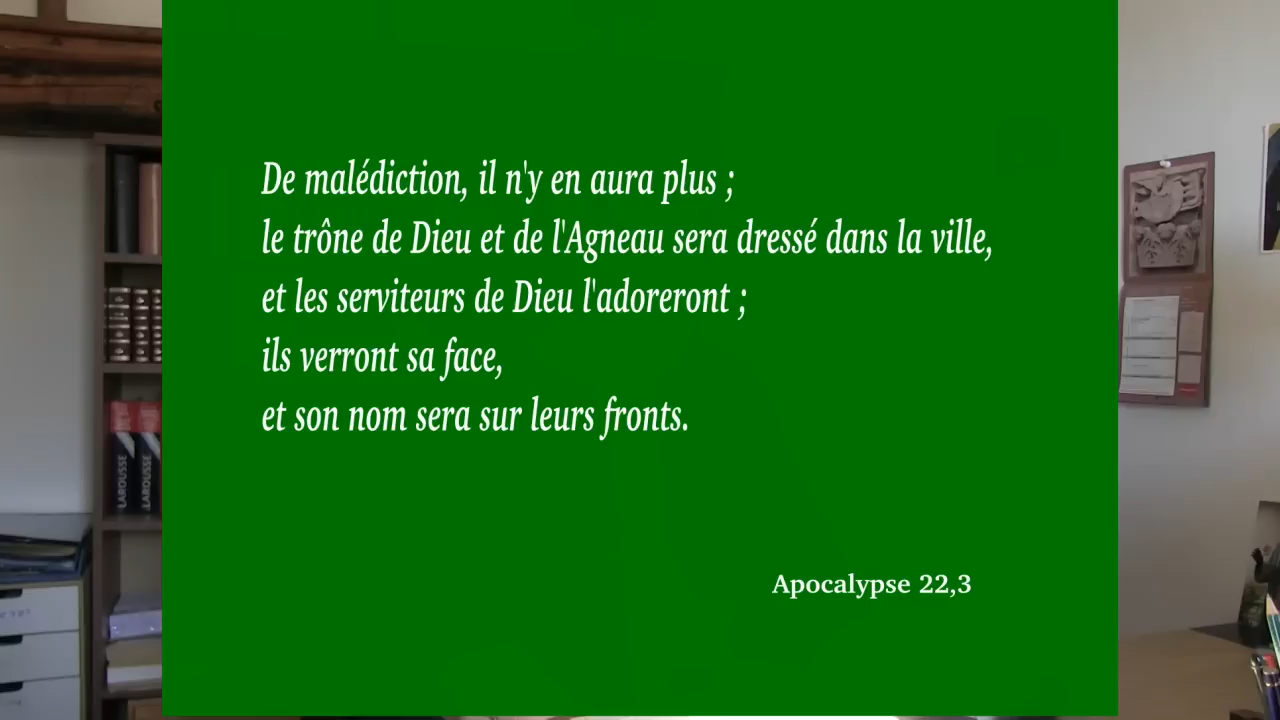 De malédiction, il n'y en aura plus ;
le trône de Dieu et de l'Agneau sera dressé dans la ville,
et les serviteurs de Dieu l'adoreront ;
ils verront sa face,
et son nom sera sur leurs fronts.
Apocalypse 22,3
LAROUSSE
LAROUSSE